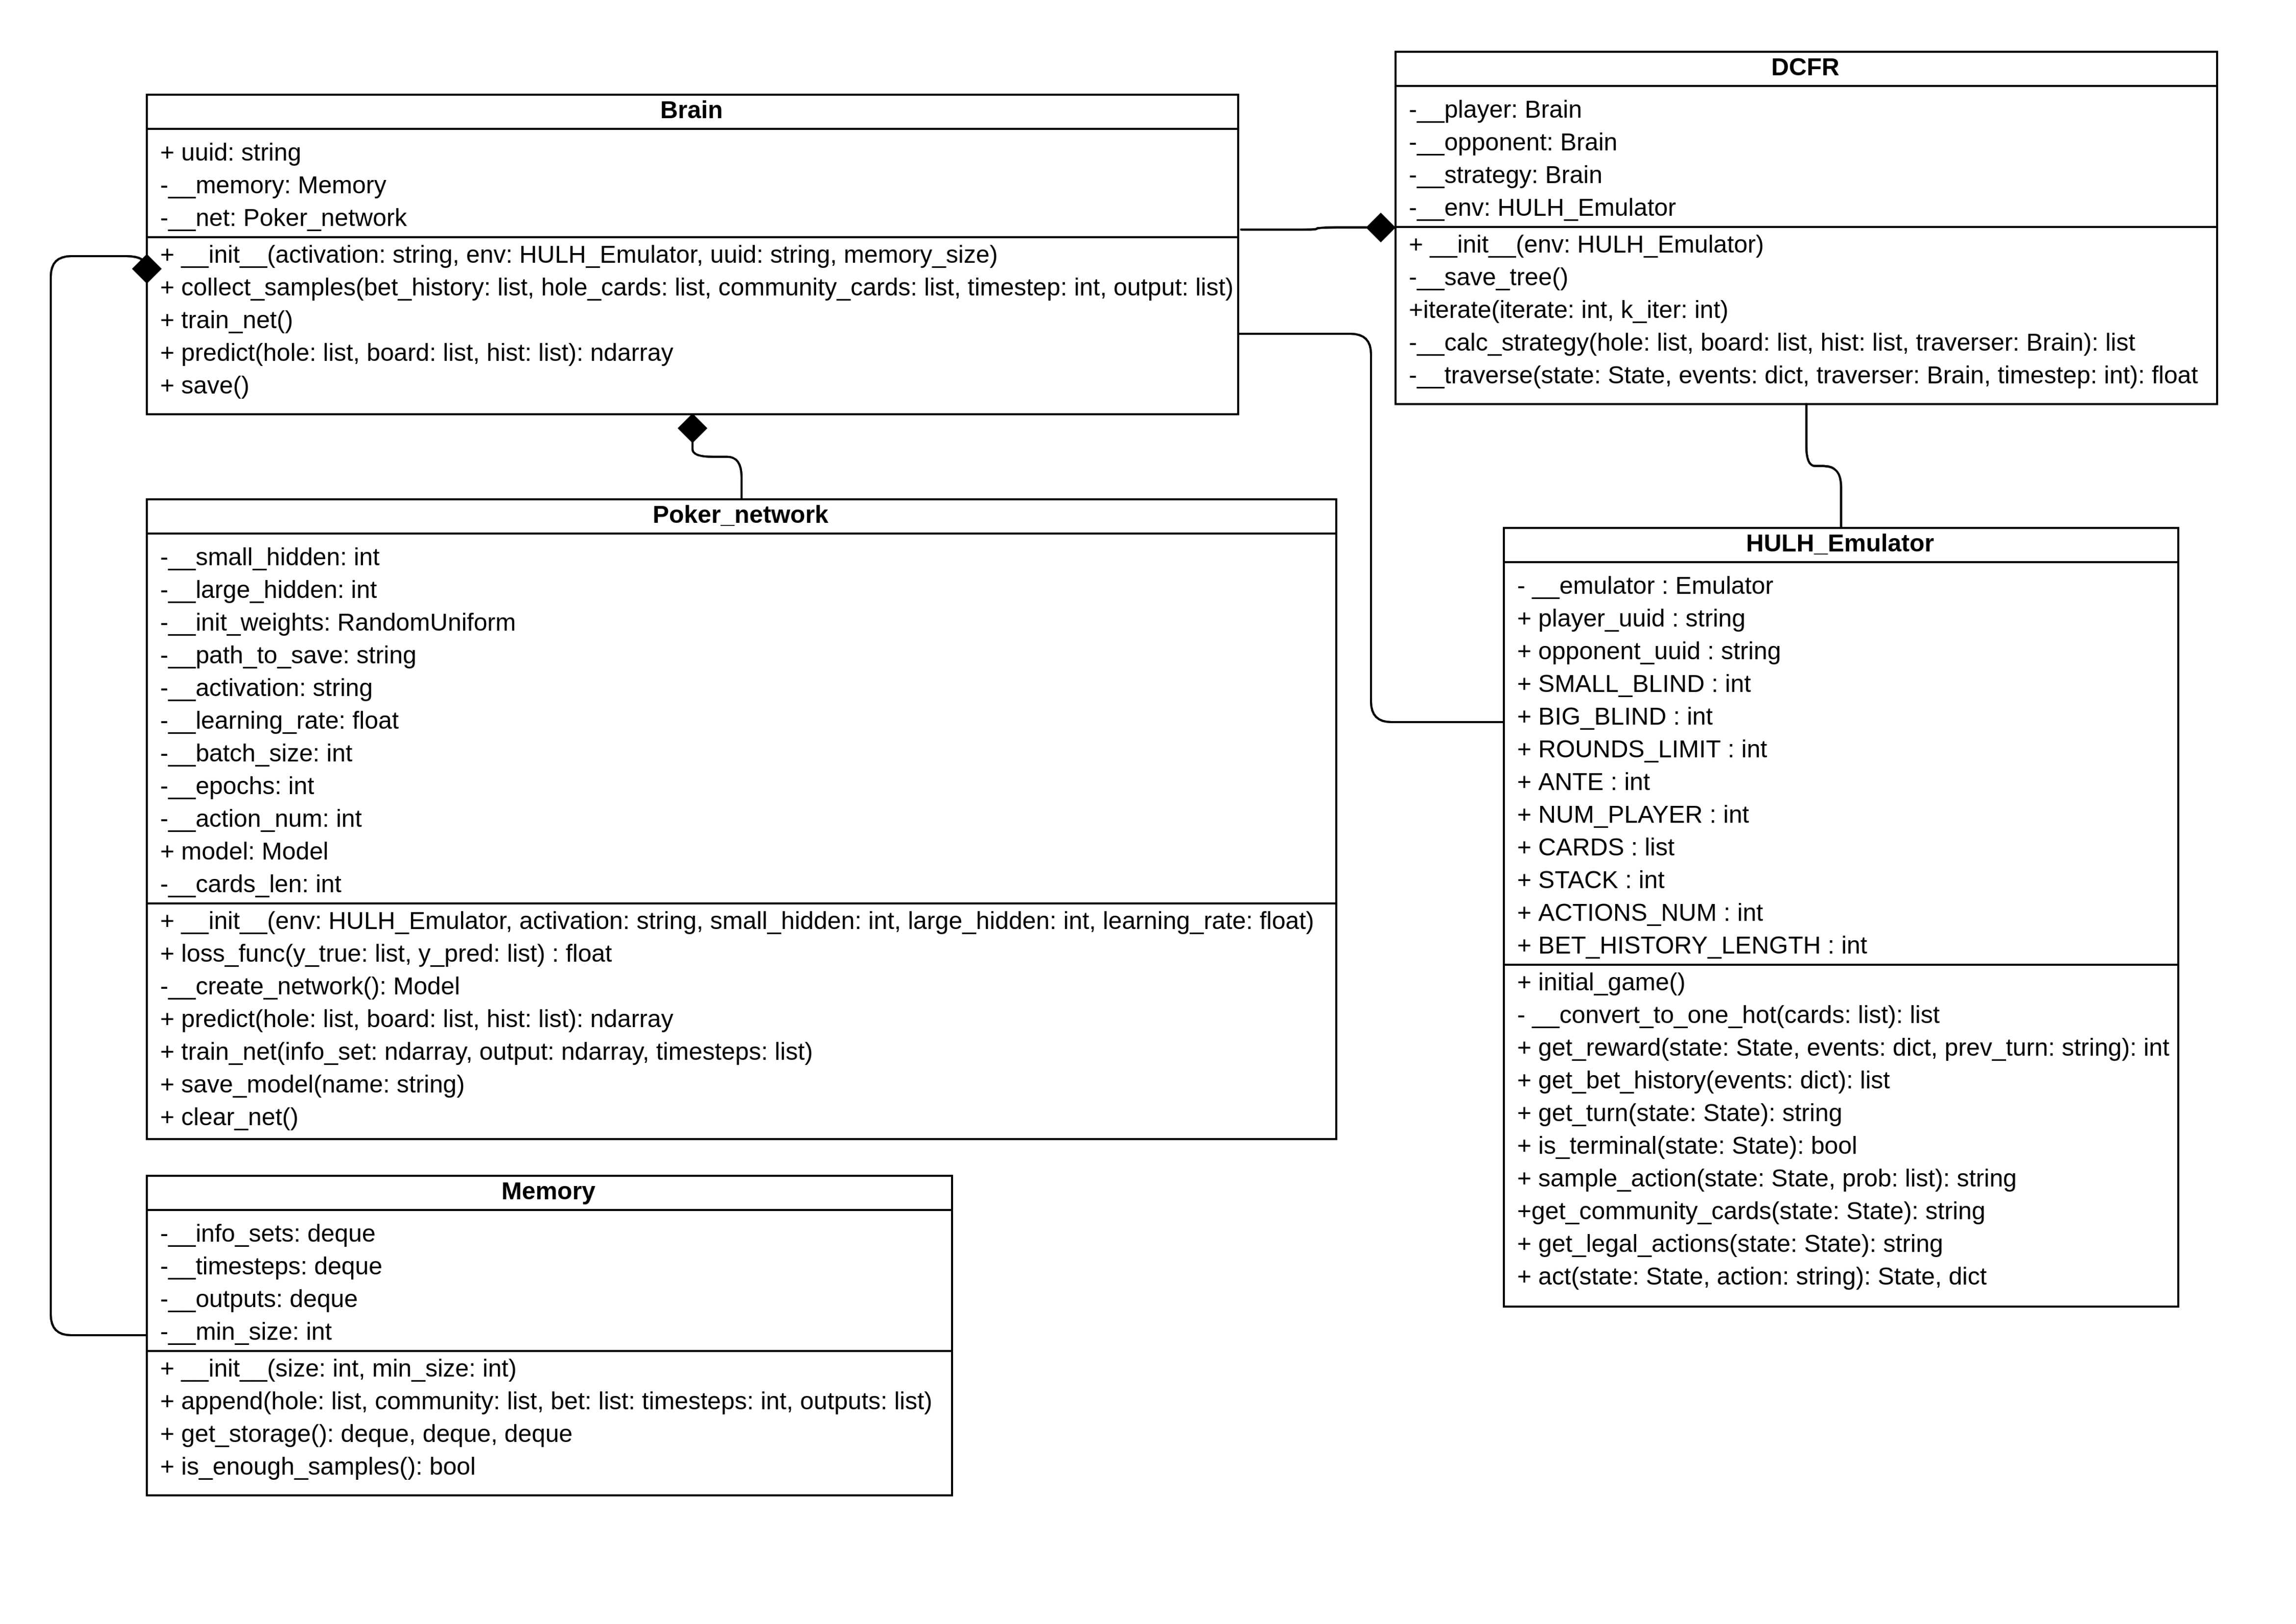 Brain
+ uuid: string
-__memory: Memory
-__net: Poker_network
+ __init__(activation: string, env: HULH_Emulator, uuid: string, memory_size)
+ collect_samples(bet_history: list, hole_cards: list, community_cards: list, timestep: int, output: list)
+ train_net()
+ predict(hole: list, board: list, hist: list): ndarray
+ save()
DCFR
-__player: Brain
-__opponent: Brain
-__strategy: Brain
-__env: HULH_Emulator
+ __init__(env: HULH_Emulator)
-__save_tree()
+iterate(iterate: int, k_iter: int)
-__calc_strategy(hole: list, board: list, hist: list, traverser: Brain): list
-__traverse(state: State, events: dict, traverser: Brain, timestep: int): float
Poker_network
-__small_hidden: int
-__large_hidden: int
-__init_weights: RandomUniform
-__path_to_save: string
-__activation: string
-__learning_rate: float
-__batch_size: int
-__epochs: int
-__action_num: int
+ model: Model
-__cards_len: int
+ __init__(env: HULH_Emulator, activation: string, small_hidden: int, large_hidden: int, learning_rate: float)
+ loss_func(y_true: list, y_pred: list) : float
-__create_network(): Model
+ predict(hole: list, board: list, hist: list): ndarray
+ train_net(info_set: ndarray, output: ndarray, timesteps: list)
+ save_model(name: string)
+ clear_net()
HULH_Emulator
- __emulator : Emulator
+ player_uuid : string
+ opponent_uuid : string
+ SMALL_BLIND : int
+ BIG_BLIND : int
+ ROUNDS_LIMIT : int
+ ANTE : int
+ NUM_PLAYER : int
+ CARDS : list
+ STACK : int
+ ACTIONS_NUM : int
+ BET_HISTORY_LENGTH : int
+ initial_game()
- __convert_to_one_hot(cards: list): list
+ get_reward(state: State, events: dict, prev_turn: string): int
+ get_bet_history(events: dict): list
+ get_turn(state: State): string
+ is_terminal(state: State): bool
+ sample_action(state: State, prob: list): string
+get_community_cards(state: State): string
+ get_legal_actions(state: State): string
+ act(state: State, action: string): State, dict
Memory
-__info_sets: deque
-__timesteps: deque
-__outputs: deque
-__min_size: int
+ __init__(size: int, min_size: int)
+ append(hole: list, community: list, bet: list: timesteps: int, outputs: list)
+ get_storage(): deque, deque, deque
+ is_enough_samples(): bool